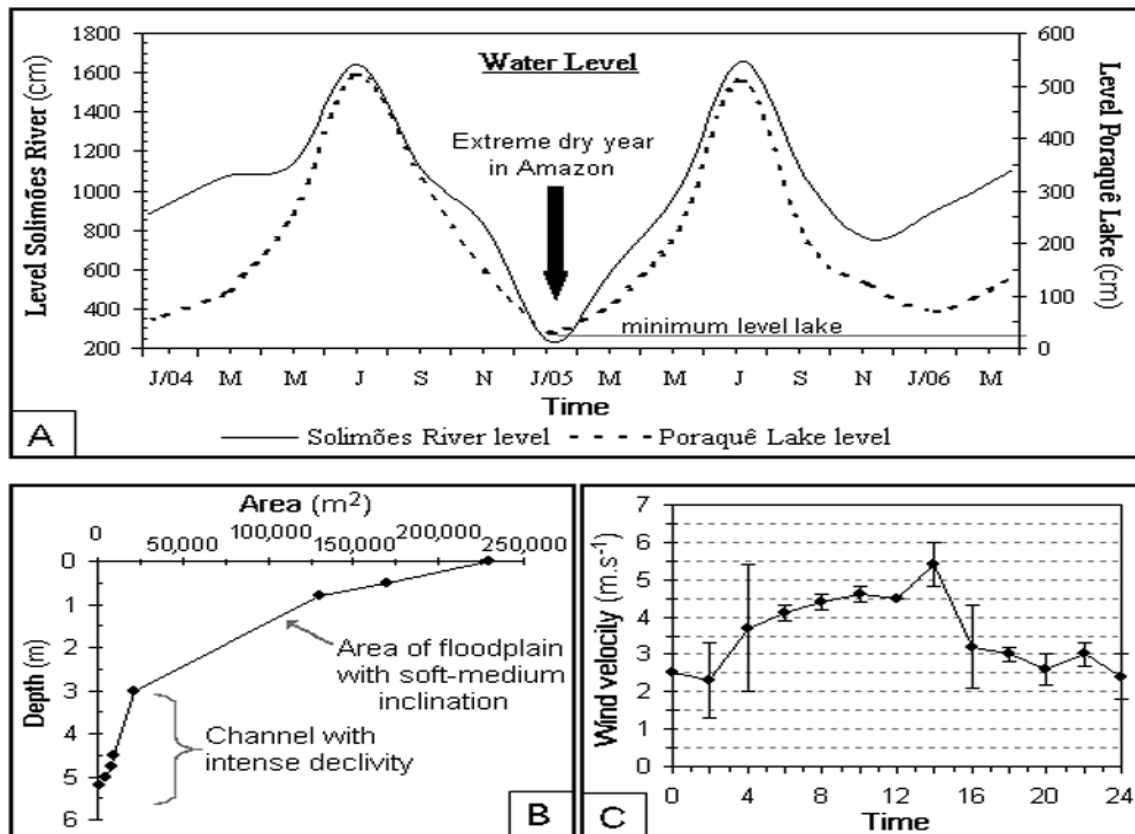 Water Level
Level Solimões River (cm)
1800
1600
1400
1200
1000
800
600
400
200
Extreme dry year
in Amazon
minimum level lake
600
500
400
300
200
100
0
Level Poraquê Lake (cm)
J/04 M M J S N J/05 M M J S N J/06 M
Time
A
Solimões River level Poraquê Lake level
Area (m²)
0 100,000 200,000
50,000 150,000 250,000
Depth (m)
0
1
2
3
4
5
6
Area of floodplain
with soft-medium
inclination
Channel with
intense declivity
B
Wind velocity (m.s⁻¹)
7
6
5
4
3
2
1
0
0 4 8 12 16 20 24
Time
C